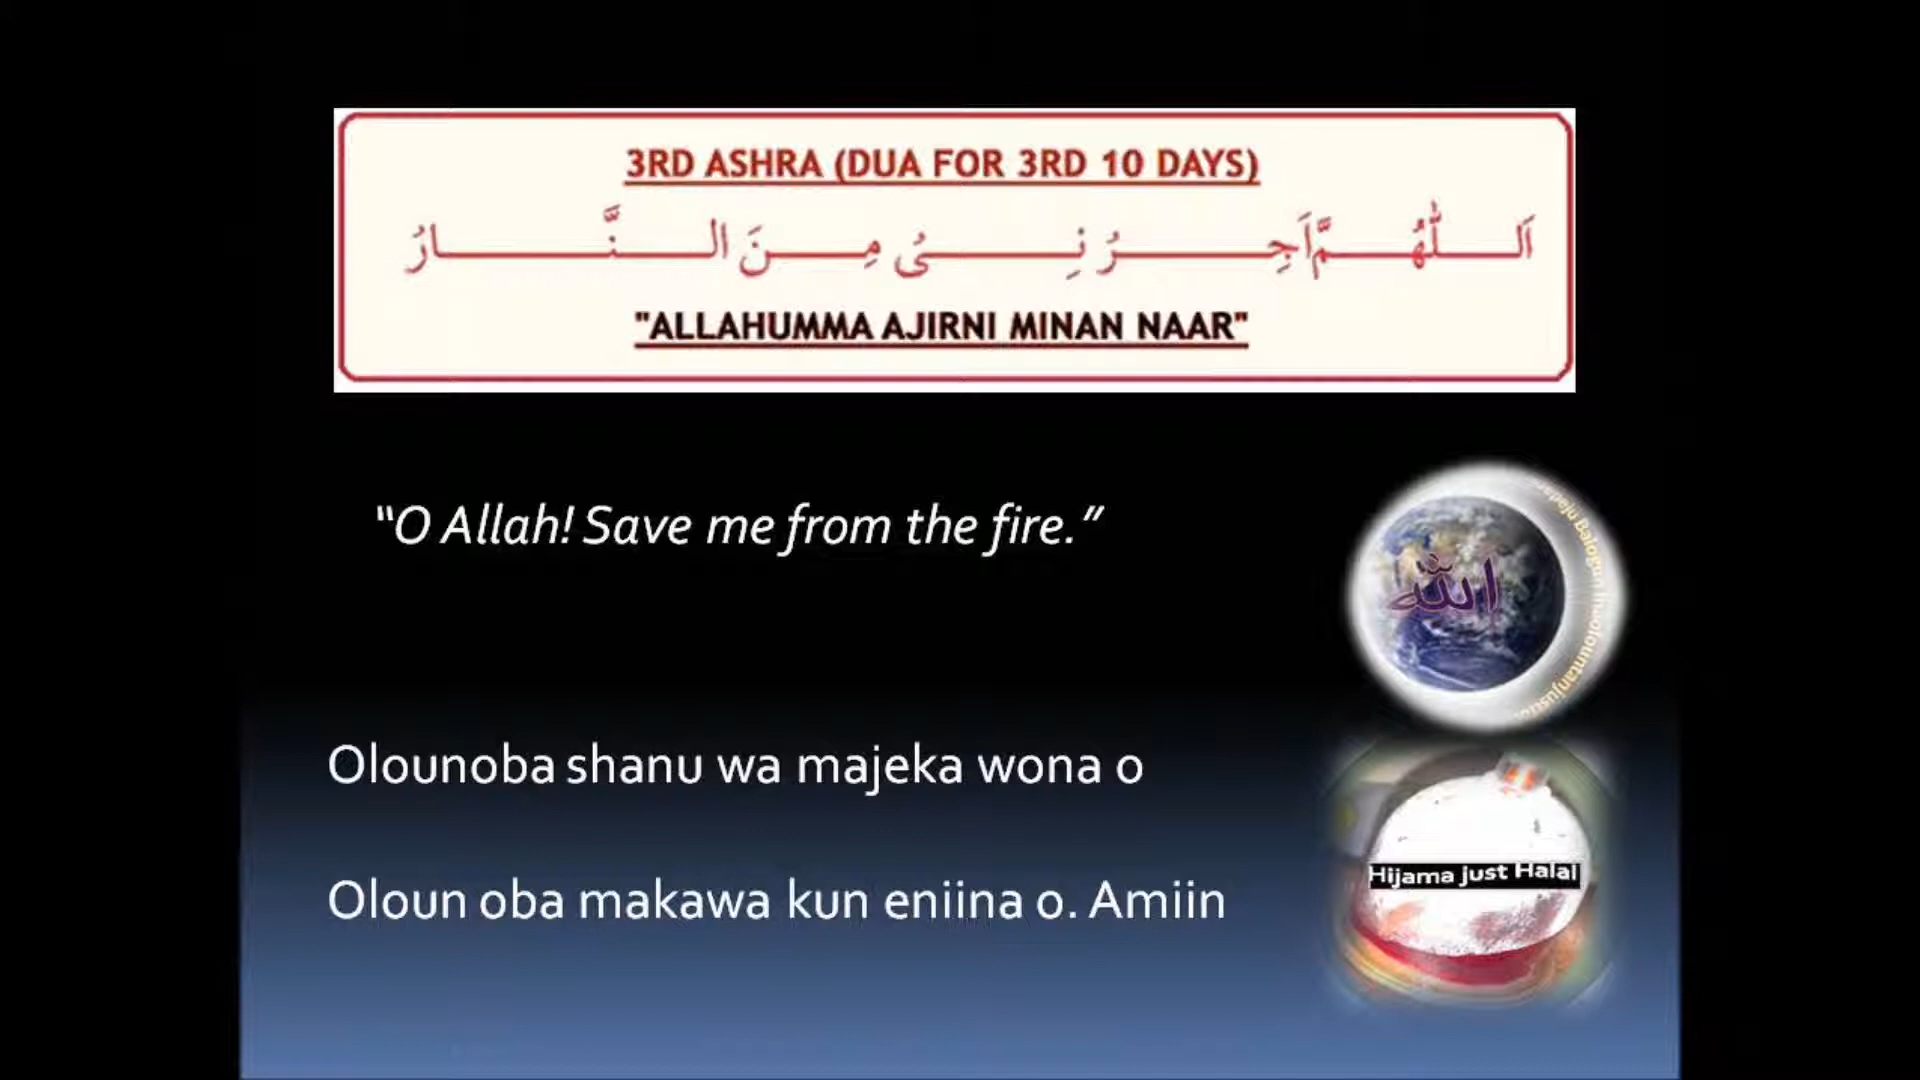 3RD ASHRA (DUA FOR 3RD 10 DAYS)
اَللّٰهُمَّ اَجِرُ نِىُ مِنَ النَّارُ
"ALLAHUMMA AJIRNI MINAN NAAR"
“O Allah! Save me from the fire.”
الله
Olounoba shanu wa majeka wona o
Hijama just Halal
Oloun oba makawa kun eniina o. Amiin